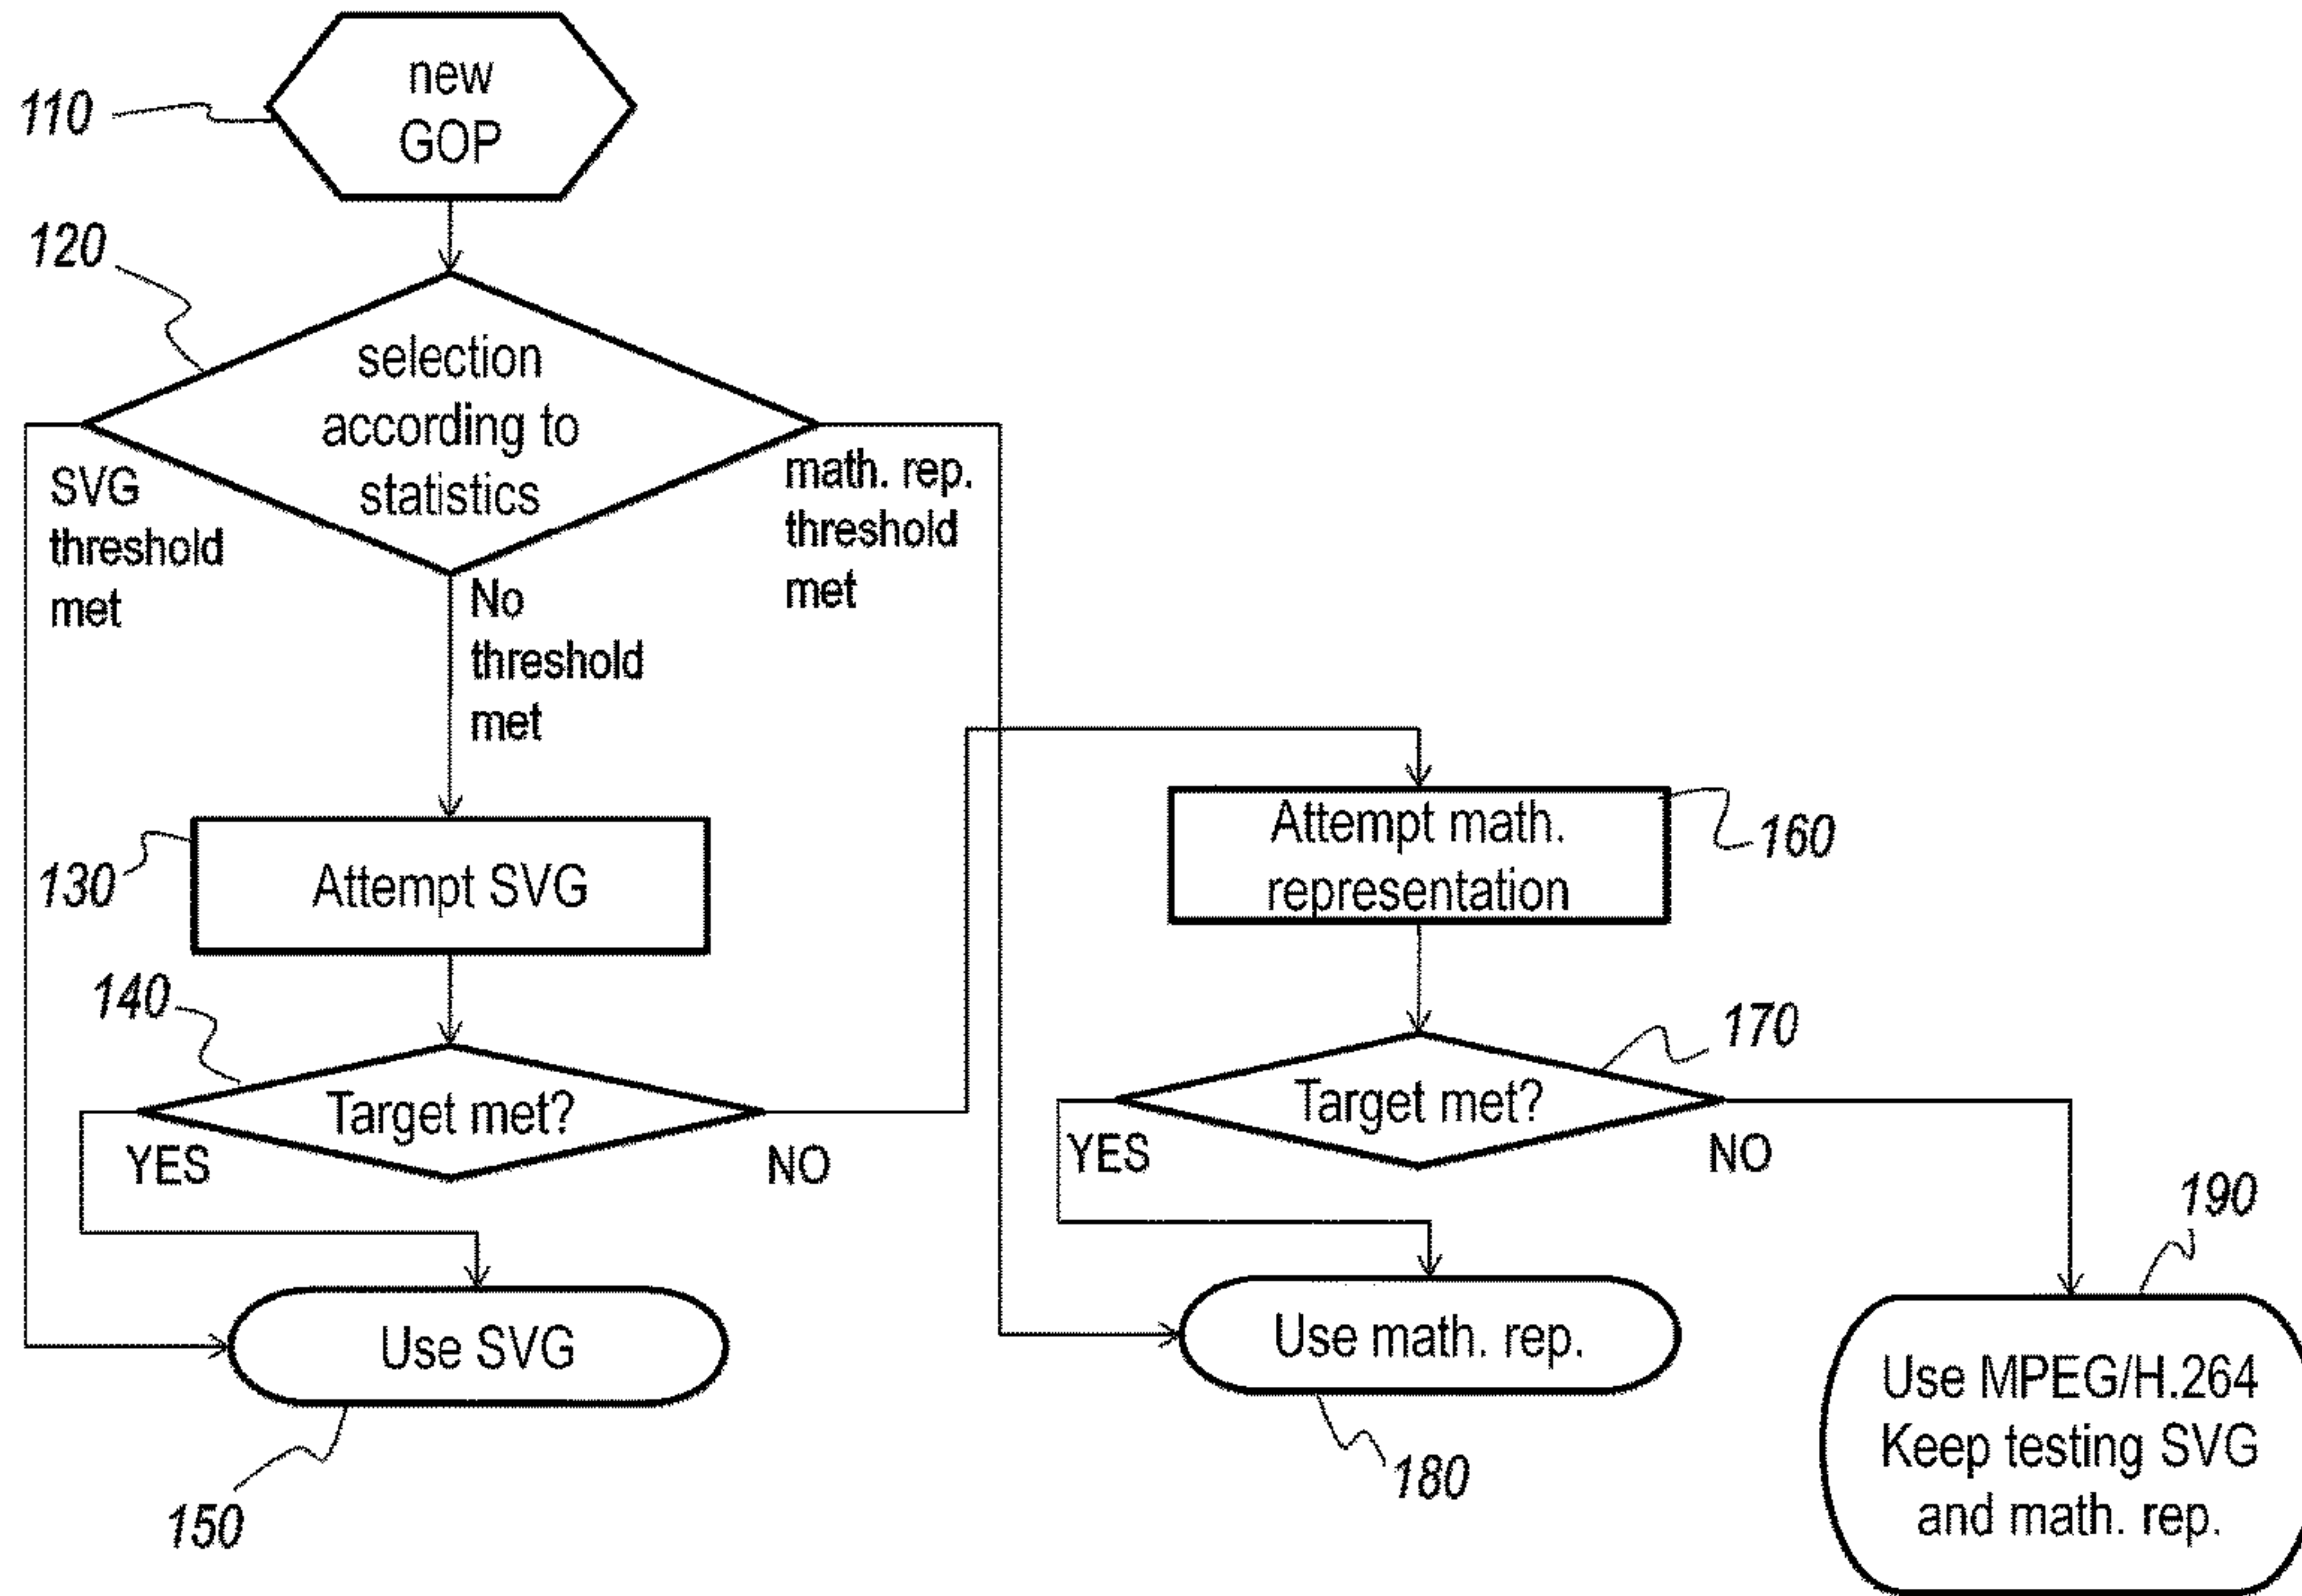 new
GOP
110
120
selection
according to
statistics
SVG
threshold
met
math. rep.
threshold
met
No
threshold
met
130
Attempt SVG
Attempt math.
representation
160
140
Target met?
YES
NO
170
Target met?
YES
NO
190
Use SVG
150
Use math. rep.
180
Use MPEG/H.264
Keep testing SVG
and math. rep.